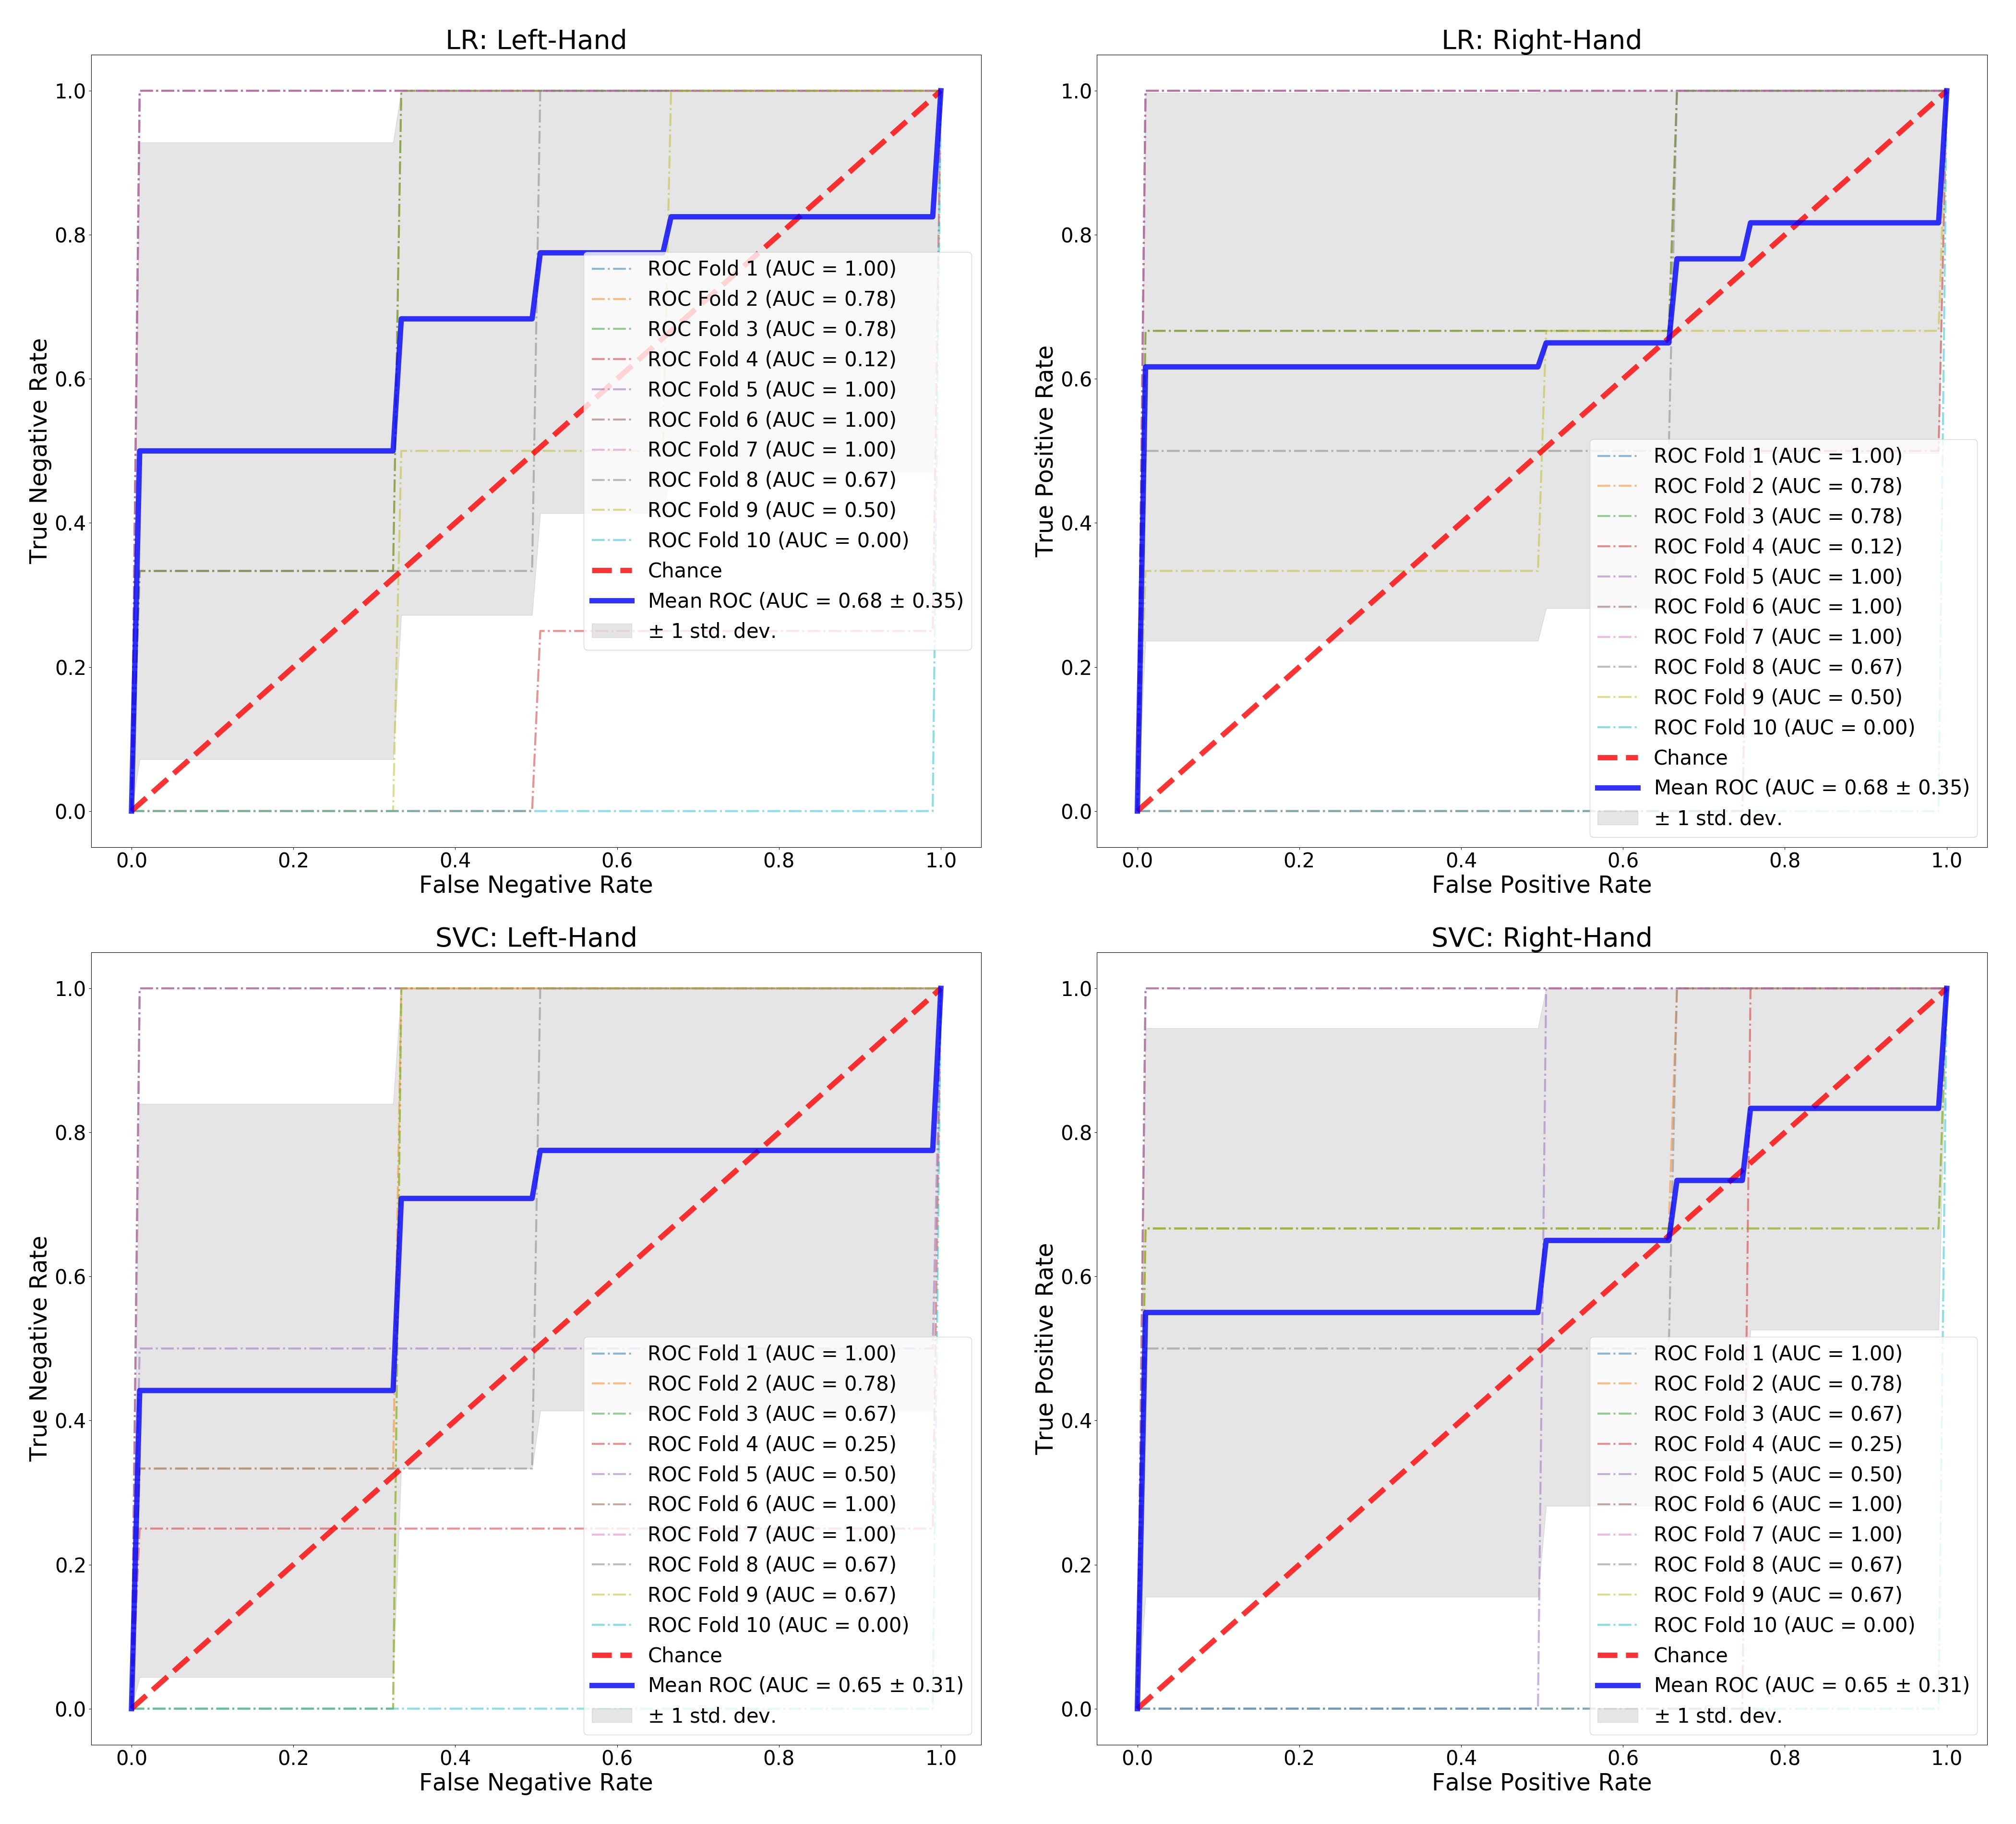 LR: Left-Hand
True Negative Rate
1.0
0.8
0.6
0.4
0.2
0.0
ROC Fold 1 (AUC = 1.00)
ROC Fold 2 (AUC = 0.78)
ROC Fold 3 (AUC = 0.78)
ROC Fold 4 (AUC = 0.12)
ROC Fold 5 (AUC = 1.00)
ROC Fold 6 (AUC = 1.00)
ROC Fold 7 (AUC = 1.00)
ROC Fold 8 (AUC = 0.67)
ROC Fold 9 (AUC = 0.50)
ROC Fold 10 (AUC = 0.00)
Chance
Mean ROC (AUC = 0.68 ± 0.35)
± 1 std. dev.
0.0 0.2 0.4 0.6 0.8 1.0
False Negative Rate
LR: Right-Hand
True Positive Rate
1.0
0.8
0.6
0.4
0.2
0.0
ROC Fold 1 (AUC = 1.00)
ROC Fold 2 (AUC = 0.78)
ROC Fold 3 (AUC = 0.78)
ROC Fold 4 (AUC = 0.12)
ROC Fold 5 (AUC = 1.00)
ROC Fold 6 (AUC = 1.00)
ROC Fold 7 (AUC = 1.00)
ROC Fold 8 (AUC = 0.67)
ROC Fold 9 (AUC = 0.50)
ROC Fold 10 (AUC = 0.00)
Chance
Mean ROC (AUC = 0.68 ± 0.35)
± 1 std. dev.
0.0 0.2 0.4 0.6 0.8 1.0
False Positive Rate
SVC: Left-Hand
True Negative Rate
1.0
0.8
0.6
0.4
0.2
0.0
ROC Fold 1 (AUC = 1.00)
ROC Fold 2 (AUC = 0.78)
ROC Fold 3 (AUC = 0.67)
ROC Fold 4 (AUC = 0.25)
ROC Fold 5 (AUC = 0.50)
ROC Fold 6 (AUC = 1.00)
ROC Fold 7 (AUC = 1.00)
ROC Fold 8 (AUC = 0.67)
ROC Fold 9 (AUC = 0.67)
ROC Fold 10 (AUC = 0.00)
Chance
Mean ROC (AUC = 0.65 ± 0.31)
± 1 std. dev.
0.0 0.2 0.4 0.6 0.8 1.0
False Negative Rate
SVC: Right-Hand
True Positive Rate
1.0
0.8
0.6
0.4
0.2
0.0
ROC Fold 1 (AUC = 1.00)
ROC Fold 2 (AUC = 0.78)
ROC Fold 3 (AUC = 0.67)
ROC Fold 4 (AUC = 0.25)
ROC Fold 5 (AUC = 0.50)
ROC Fold 6 (AUC = 1.00)
ROC Fold 7 (AUC = 1.00)
ROC Fold 8 (AUC = 0.67)
ROC Fold 9 (AUC = 0.67)
ROC Fold 10 (AUC = 0.00)
Chance
Mean ROC (AUC = 0.65 ± 0.31)
± 1 std. dev.
0.0 0.2 0.4 0.6 0.8 1.0
False Positive Rate